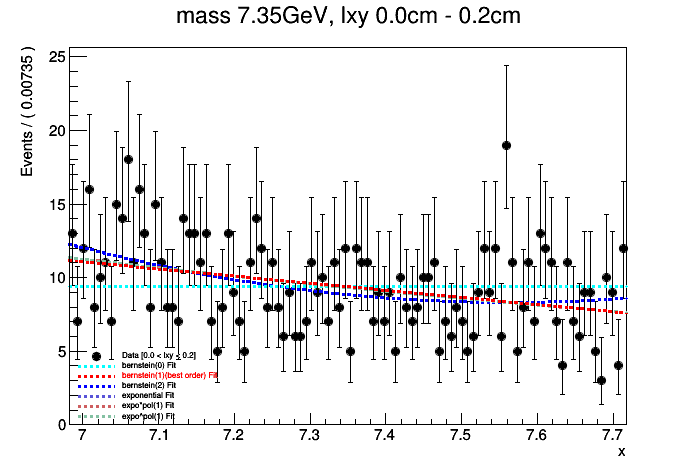 mass 7.35GeV, lxy 0.0cm - 0.2cm
Events / ( 0.00735 )
25
20
15
10
5
0
Data [0.0 < lxy < 0.2]
bernstein(0) Fit
bernstein(1)(best order) Fit
bernstein(2) Fit
exponential Fit
expo*pol(1) Fit
expo^pol(1) Fit
7 7.1 7.2 7.3 7.4 7.5 7.6 7.7
x